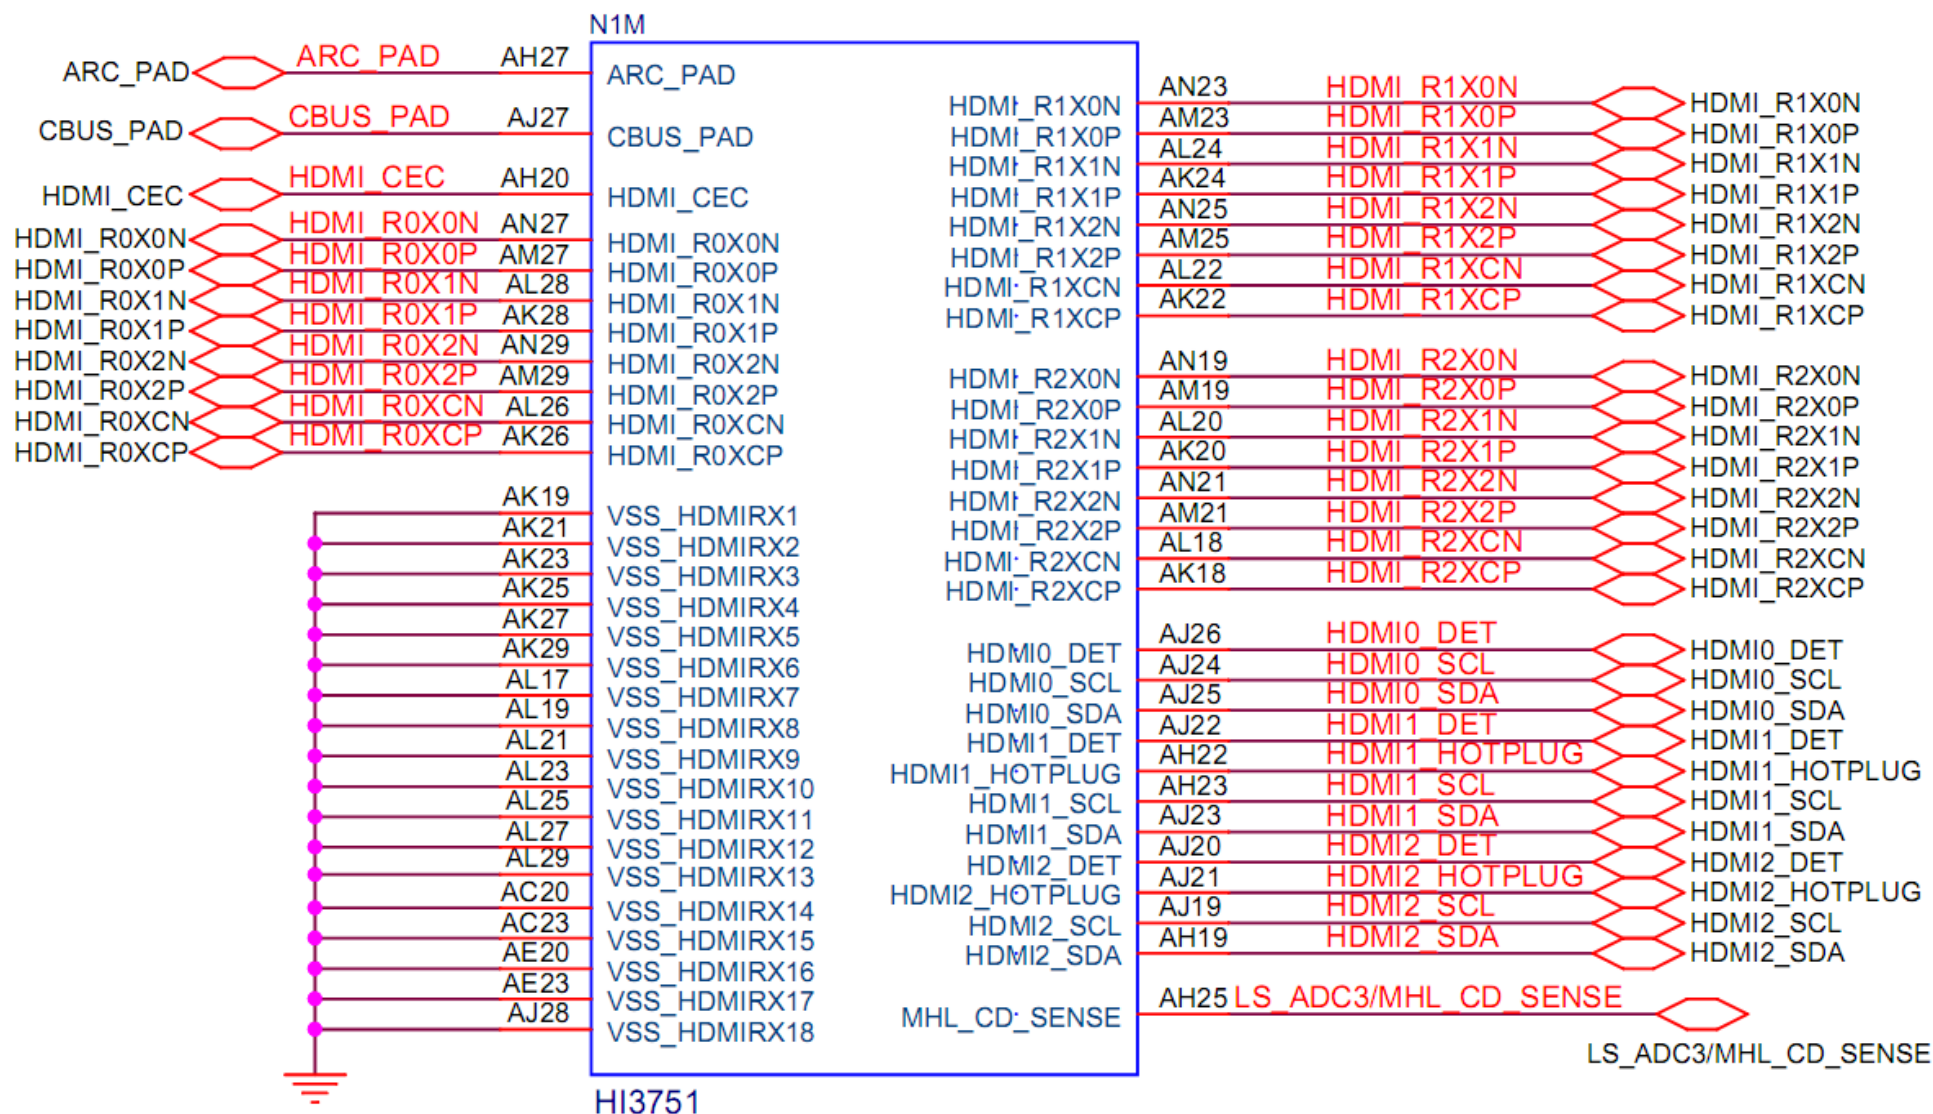 N1M
ARC_PAD ARC_PAD AH27 ARC_PAD
CBUS_PAD CBUS_PAD AJ27 CBUS_PAD
HDMI_CEC HDMI_CEC AH20 HDMI_CEC
HDMI_R0X0N HDMI_R0X0N AN27 HDMI_R0X0N
HDMI_R0X0P HDMI_R0X0P AM27 HDMI_R0X0P
HDMI_R0X1N HDMI_R0X1N AL28 HDMI_R0X1N
HDMI_R0X1P HDMI_R0X1P AK28 HDMI_R0X1P
HDMI_R0X2N HDMI_R0X2N AN29 HDMI_R0X2N
HDMI_R0X2P HDMI_R0X2P AM29 HDMI_R0X2P
HDMI_R0XCN HDMI_R0XCN AL26 HDMI_R0XCN
HDMI_R0XCP HDMI_R0XCP AK26 HDMI_R0XCP
AK19 VSS_HDMIRX1
AK21 VSS_HDMIRX2
AK23 VSS_HDMIRX3
AK25 VSS_HDMIRX4
AK27 VSS_HDMIRX5
AK29 VSS_HDMIRX6
AL17 VSS_HDMIRX7
AL19 VSS_HDMIRX8
AL21 VSS_HDMIRX9
AL23 VSS_HDMIRX10
AL25 VSS_HDMIRX11
AL27 VSS_HDMIRX12
AL29 VSS_HDMIRX13
AC20 VSS_HDMIRX14
AC23 VSS_HDMIRX15
AE20 VSS_HDMIRX16
AE23 VSS_HDMIRX17
AJ28 VSS_HDMIRX18
HDMI_R1X0N AN23 HDMI_R1X0N HDMI_R1X0N
HDMI_R1X0P AM23 HDMI_R1X0P HDMI_R1X0P
HDMI_R1X1N AL24 HDMI_R1X1N HDMI_R1X1N
HDMI_R1X1P AK24 HDMI_R1X1P HDMI_R1X1P
HDMI_R1X2N AN25 HDMI_R1X2N HDMI_R1X2N
HDMI_R1X2P AM25 HDMI_R1X2P HDMI_R1X2P
HDMI_R1XCN AL22 HDMI_R1XCN HDMI_R1XCN
HDMI_R1XCP AK22 HDMI_R1XCP HDMI_R1XCP
HDMI_R2X0N AN19 HDMI_R2X0N HDMI_R2X0N
HDMI_R2X0P AM19 HDMI_R2X0P HDMI_R2X0P
HDMI_R2X1N AL20 HDMI_R2X1N HDMI_R2X1N
HDMI_R2X1P AK20 HDMI_R2X1P HDMI_R2X1P
HDMI_R2X2N AN21 HDMI_R2X2N HDMI_R2X2N
HDMI_R2X2P AM21 HDMI_R2X2P HDMI_R2X2P
HDMI_R2XCN AL18 HDMI_R2XCN HDMI_R2XCN
HDMI_R2XCP AK18 HDMI_R2XCP HDMI_R2XCP
HDMI0_DET AJ26 HDMI0_DET HDMI0_DET
HDMI0_SCL AJ24 HDMI0_SCL HDMI0_SCL
HDMI0_SDA AJ25 HDMI0_SDA HDMI0_SDA
HDMI1_DET AJ22 HDMI1_DET HDMI1_DET
HDMI1_HOTPLUG AH22 HDMI1_HOTPLUG HDMI1_HOTPLUG
HDMI1_SCL AH23 HDMI1_SCL HDMI1_SCL
HDMI1_SDA AJ23 HDMI1_SDA HDMI1_SDA
HDMI2_DET AJ20 HDMI2_DET HDMI2_DET
HDMI2_HOTPLUG AJ21 HDMI2_HOTPLUG HDMI2_HOTPLUG
HDMI2_SCL AJ19 HDMI2_SCL HDMI2_SCL
HDMI2_SDA AH19 HDMI2_SDA HDMI2_SDA
MHL_CD_SENSE AH25 LS_ADC3/MHL_CD_SENSE
LS_ADC3/MHL_CD_SENSE
HI3751